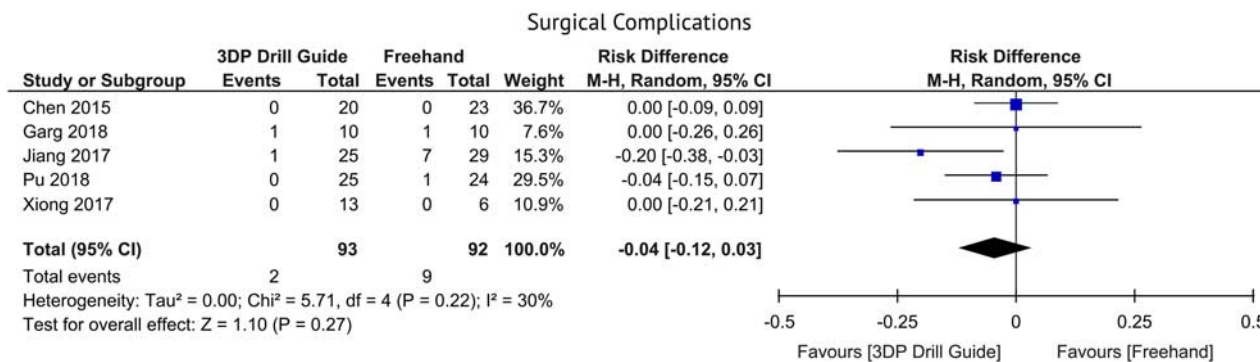 Surgical Complications
3DP Drill Guide Freehand Risk Difference Risk Difference
Study or Subgroup Events Total Events Total Weight M-H, Random, 95% CI M-H, Random, 95% CI
Chen 2015 0 20 0 23 36.7% 0.00 [-0.09, 0.09]
Garg 2018 1 10 1 10 7.6% 0.00 [-0.26, 0.26]
Jiang 2017 1 25 7 29 15.3% -0.20 [-0.38, -0.03]
Pu 2018 0 25 1 24 29.5% -0.04 [-0.15, 0.07]
Xiong 2017 0 13 0 6 10.9% 0.00 [-0.21, 0.21]
Total (95% CI) 93 92 100.0% -0.04 [-0.12, 0.03]
Total events 2 9
Heterogeneity: Tau² = 0.00; Chi² = 5.71, df = 4 (P = 0.22); I² = 30%
Test for overall effect: Z = 1.10 (P = 0.27)
-0.5 -0.25 0 0.25 0.5
Favours [3DP Drill Guide] Favours [Freehand]